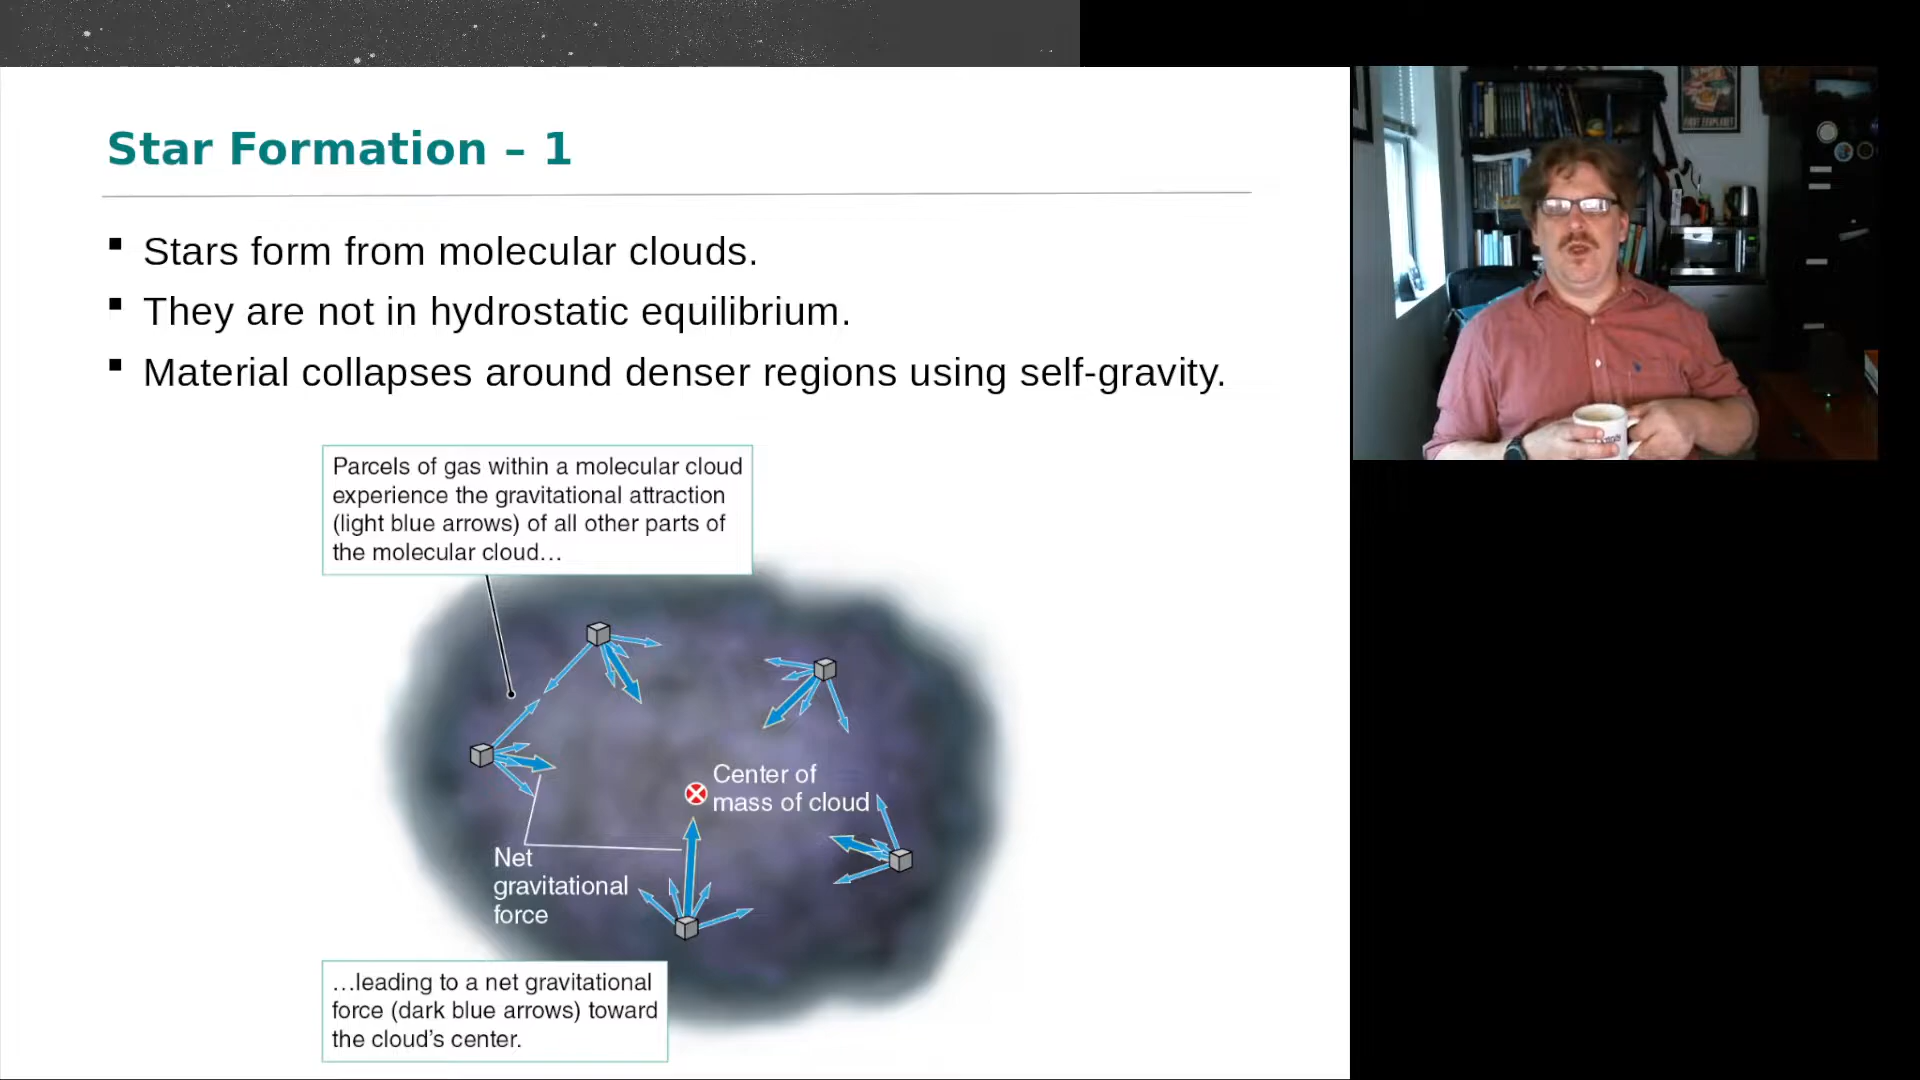 Star Formation – 1
▪ Stars form from molecular clouds.
▪ They are not in hydrostatic equilibrium.
▪ Material collapses around denser regions using self-gravity.
Parcels of gas within a molecular cloud
experience the gravitational attraction
(light blue arrows) of all other parts of
the molecular cloud…
Center of
mass of cloud
Net
gravitational
force
…leading to a net gravitational
force (dark blue arrows) toward
the cloud’s center.